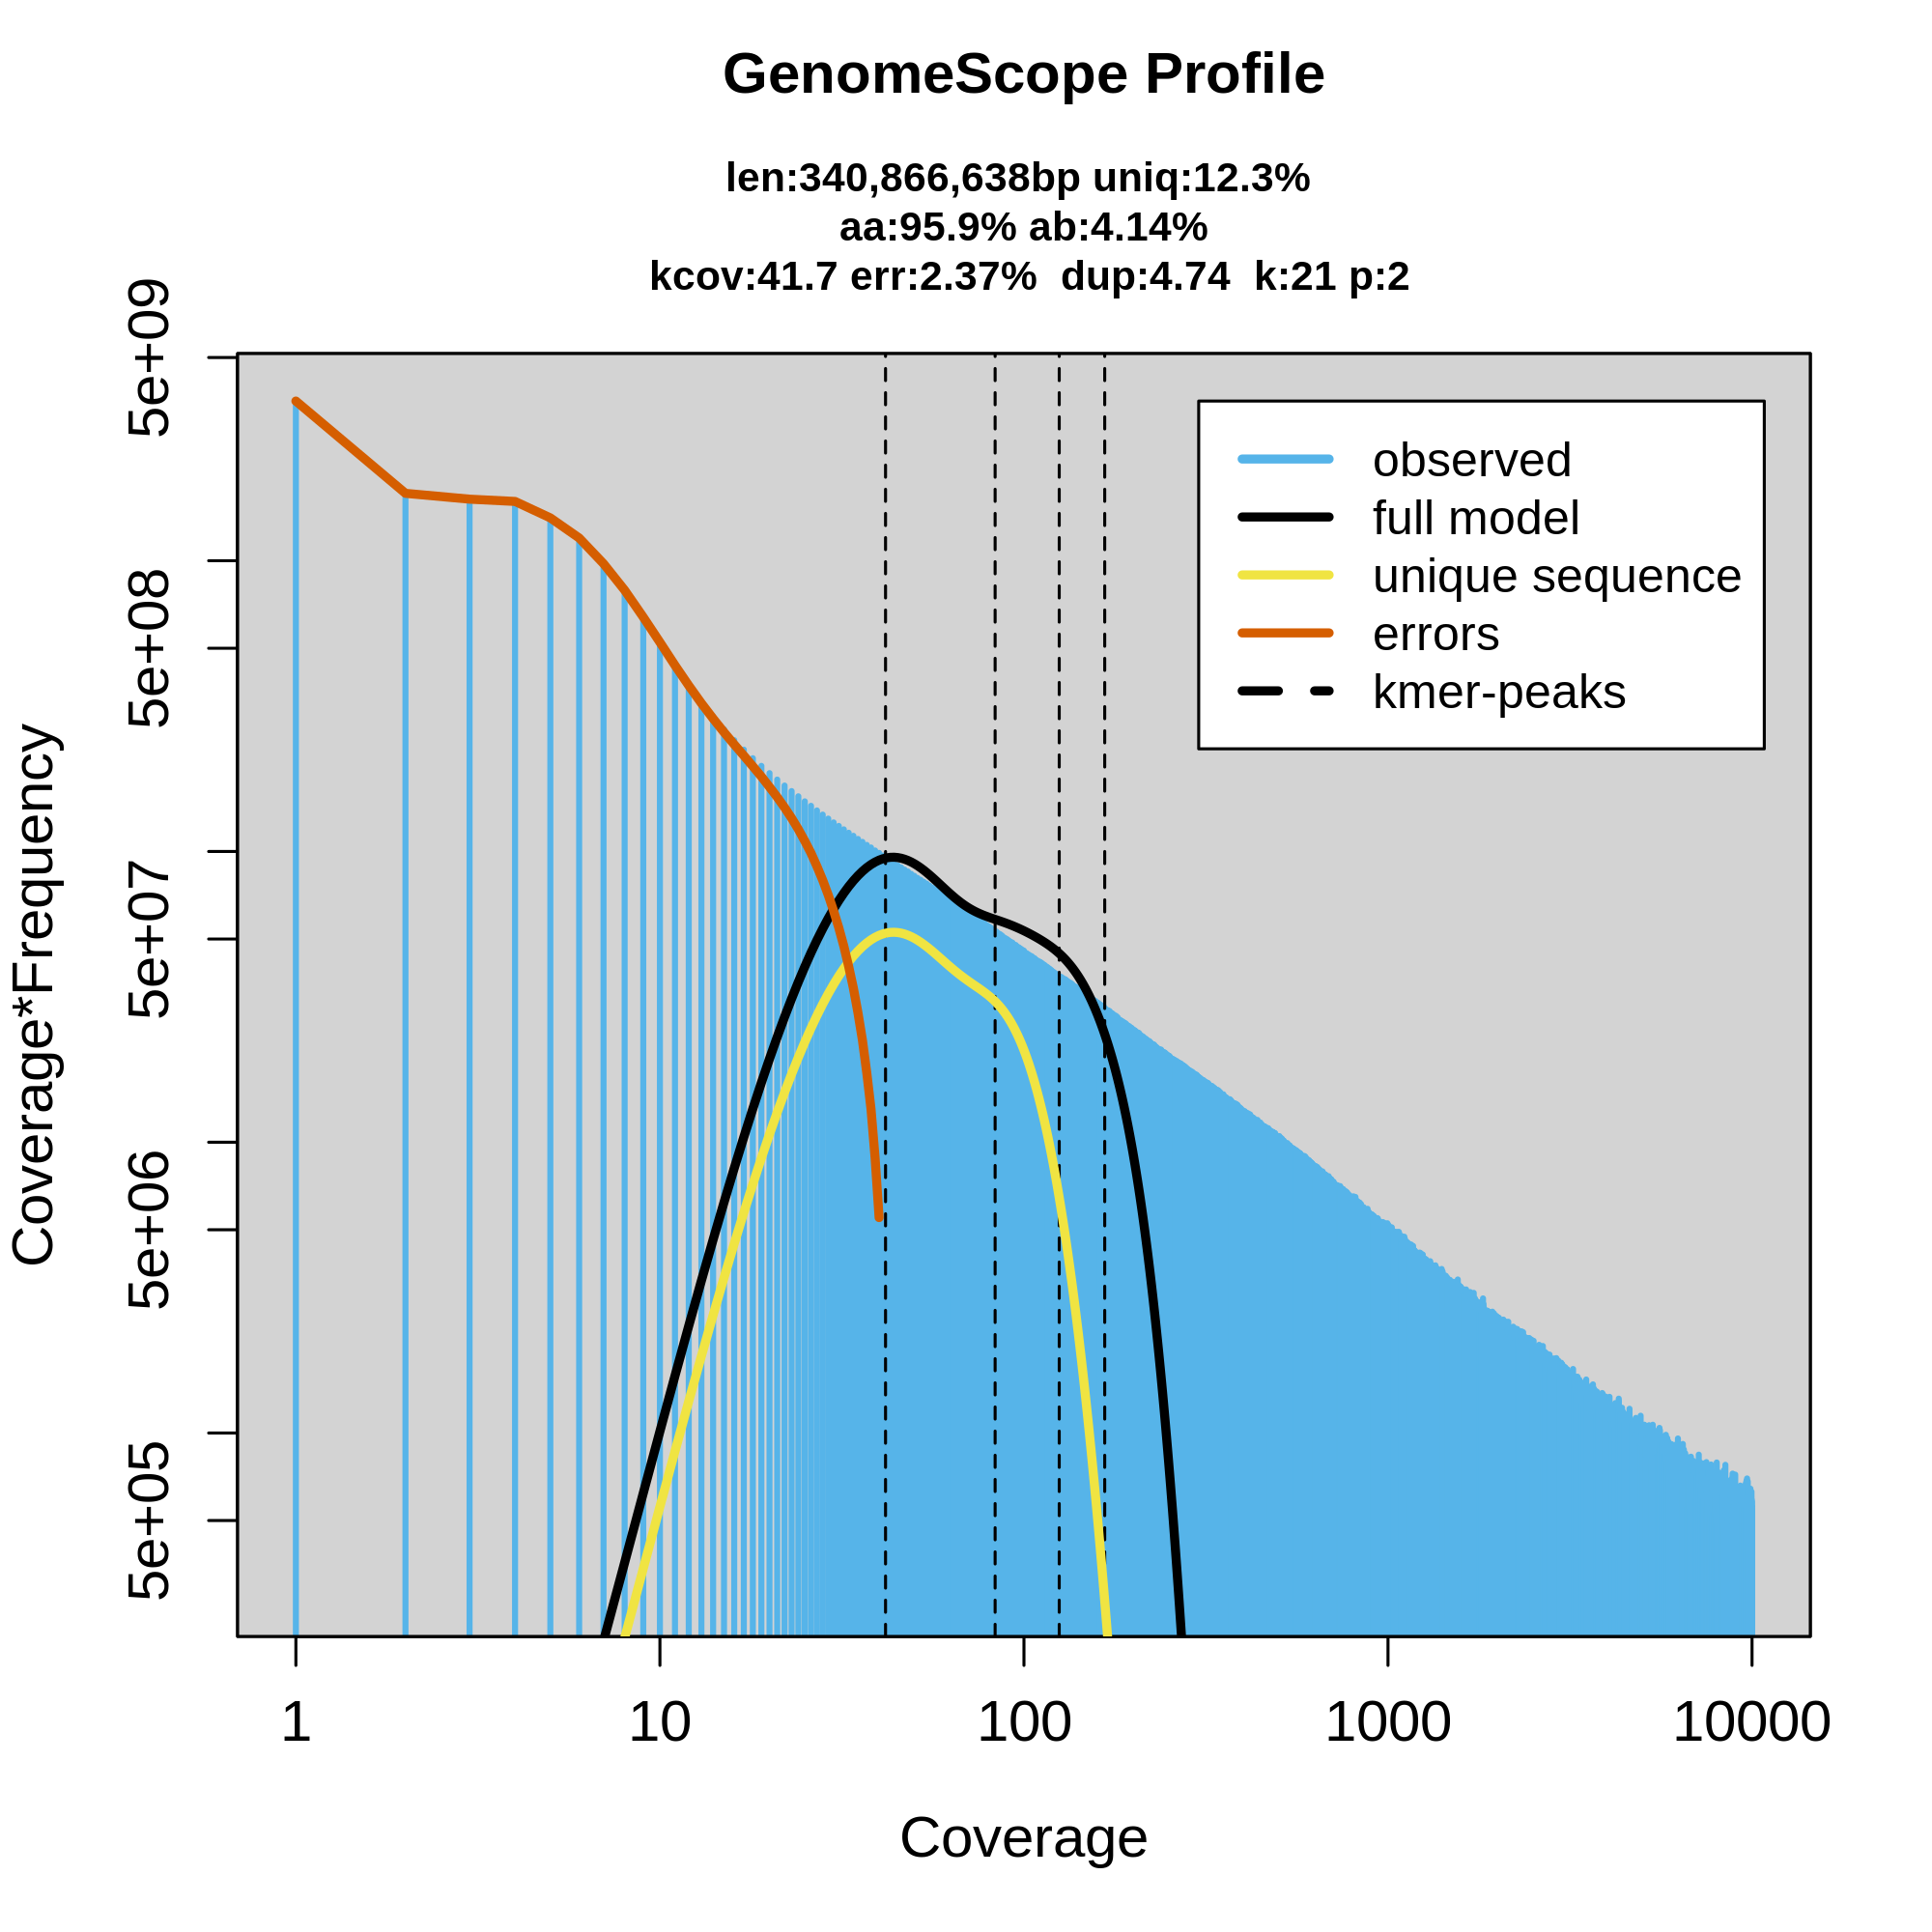 GenomeScope Profile
len:340,866,638bp uniq:12.3%
aa:95.9% ab:4.14%
kcov:41.7 err:2.37%  dup:4.74  k:21 p:2
observed
full model
unique sequence
errors
kmer-peaks
Coverage*Frequency
5e+09
5e+08
5e+07
5e+06
5e+05
1
10
100
1000
10000
Coverage